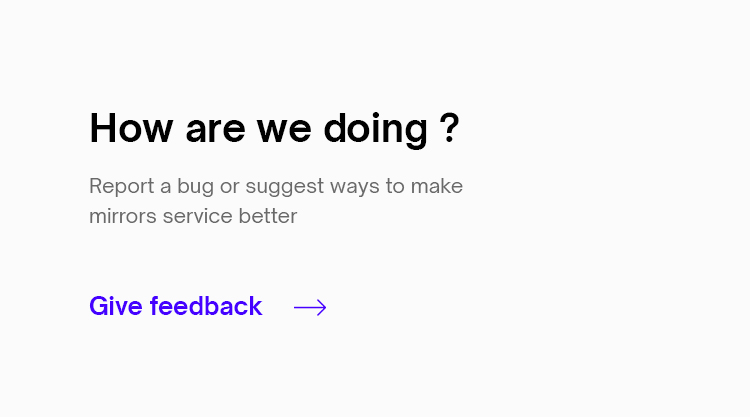 How are we doing ?
Report a bug or suggest ways to make
mirrors service better
Give feedback